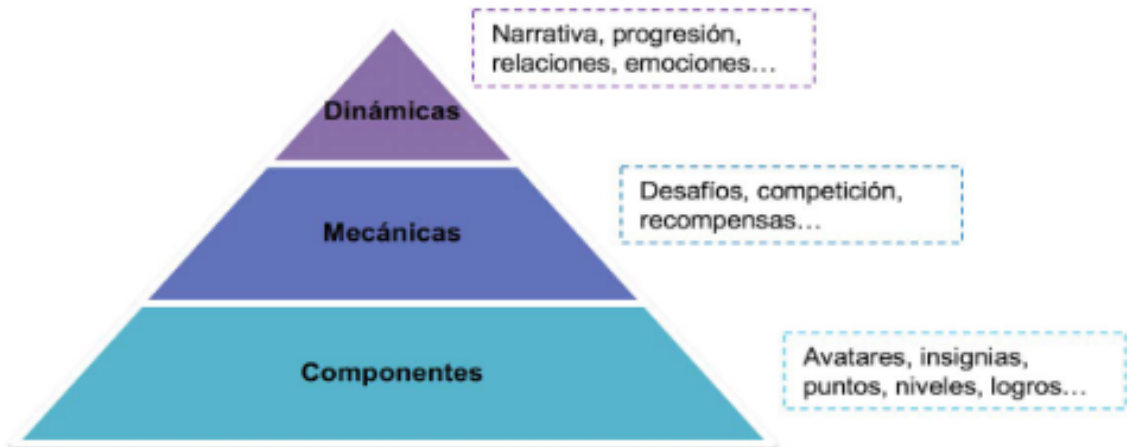 Narrativa, progresión,
relaciones, emociones...
Dinámicas
Desafíos, competición,
recompensas...
Mecánicas
Avatares, insignias,
puntos, niveles, logros...
Componentes